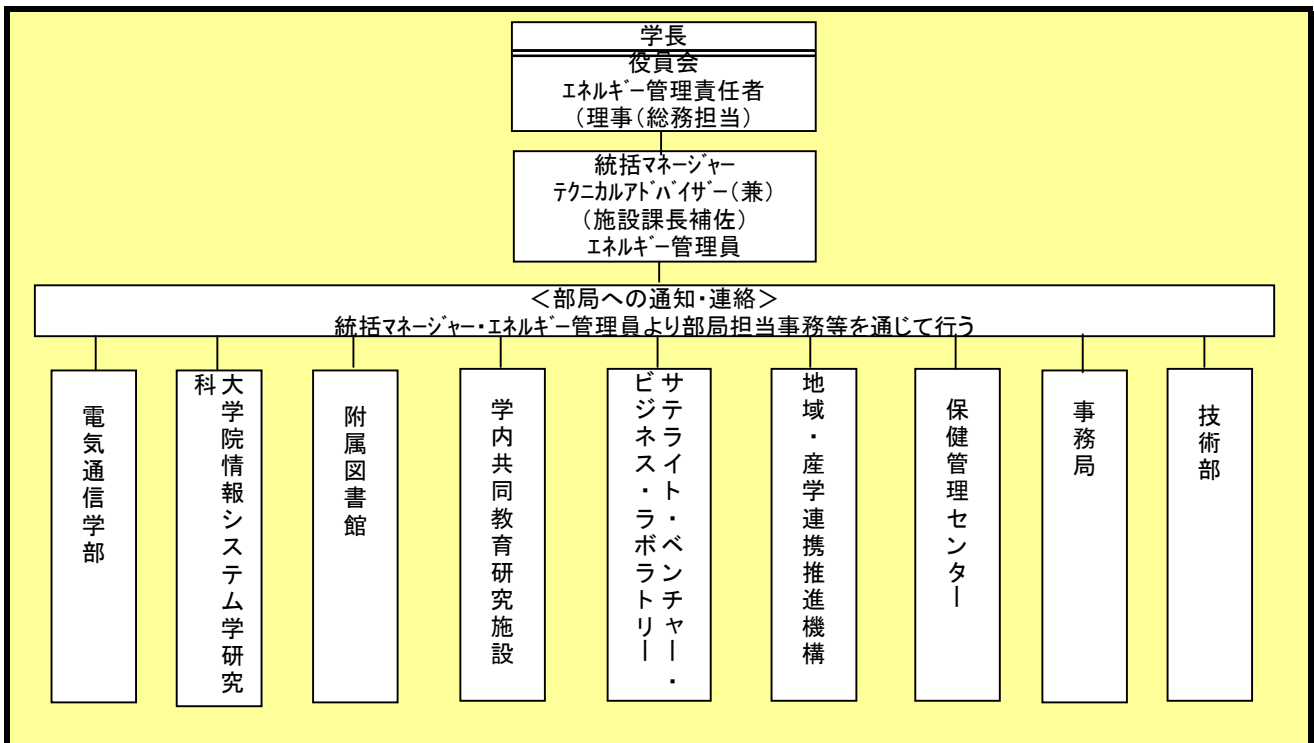 学長
役員会
エネルギー管理責任者
(理事(総務担当)
統括マネージャー
テクニカルアドバイザー(兼)
(施設課長補佐)
エネルギー管理員
<部局への通知・連絡>
統括マネージャー・エネルギー管理員より部局担当事務等を通じて行う
電気通信学部
大学院情報システム学研究
科
附属図書館
学内共同教育研究施設
サテライト・ベンチャー・
ビジネス・ラボラトリー
地域・産学連携推進機構
保健管理センター
事務局
技術部